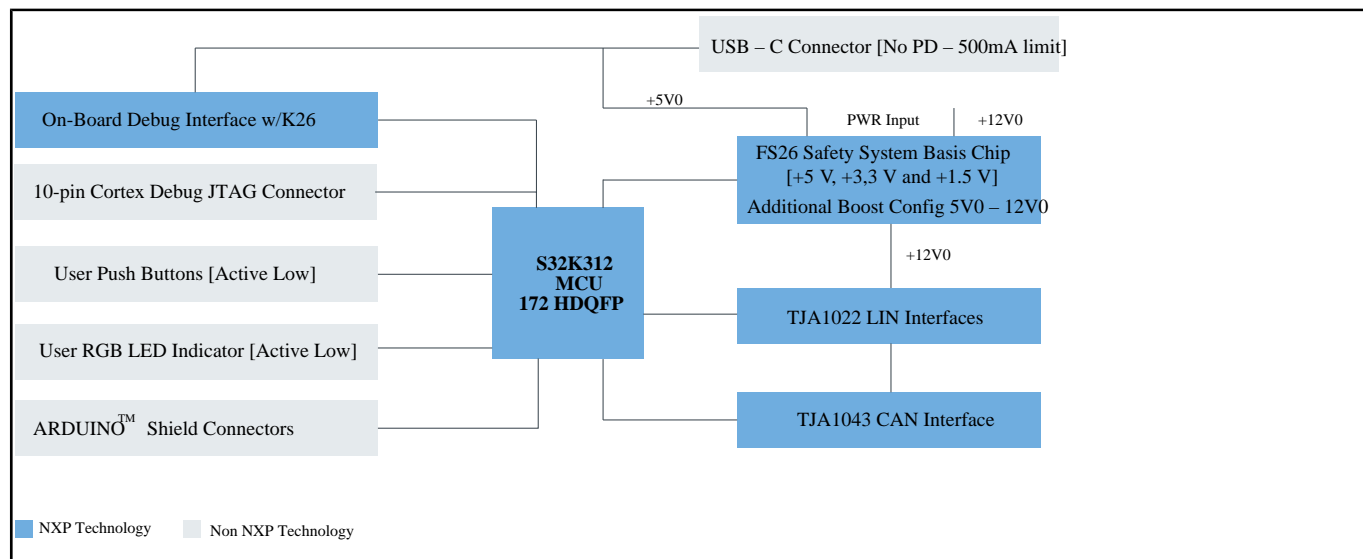 USB – C Connector [No PD – 500mA limit]
+5V0
On-Board Debug Interface w/K26
PWR Input
+12V0
FS26 Safety System Basis Chip
[+5 V, +3,3 V and +1.5 V]
Additional Boost Config 5V0 – 12V0
10-pin Cortex Debug JTAG Connector
+12V0
User Push Buttons [Active Low]
S32K312
MCU
172 HDQFP
TJA1022 LIN Interfaces
User RGB LED Indicator [Active Low]
ARDUINO™ Shield Connectors
TJA1043 CAN Interface
NXP Technology
Non NXP Technology